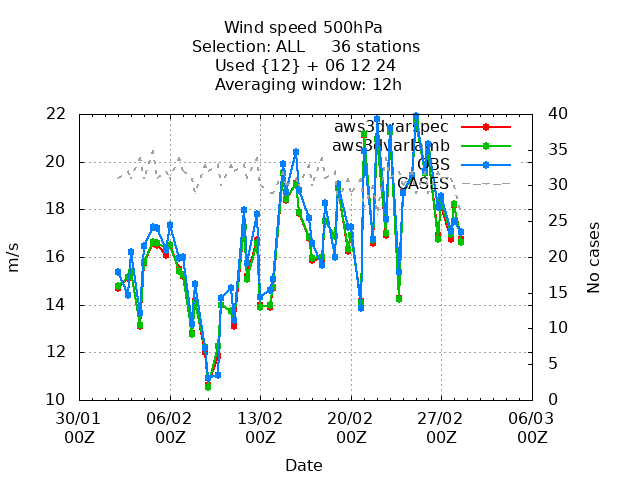 Wind speed 500hPa
Selection: ALL 36 stations
Used {12} + 06 12 24
Averaging window: 12h
22
20
18
16
14
12
10
m/s
40
35
30
25
20
15
10
5
0
No cases
aws3dvarspec
aws3dvarlamb
OBS
CASES
30/01 06/02 13/02 20/02 27/02 06/03
00Z 00Z 00Z 00Z 00Z 00Z
Date